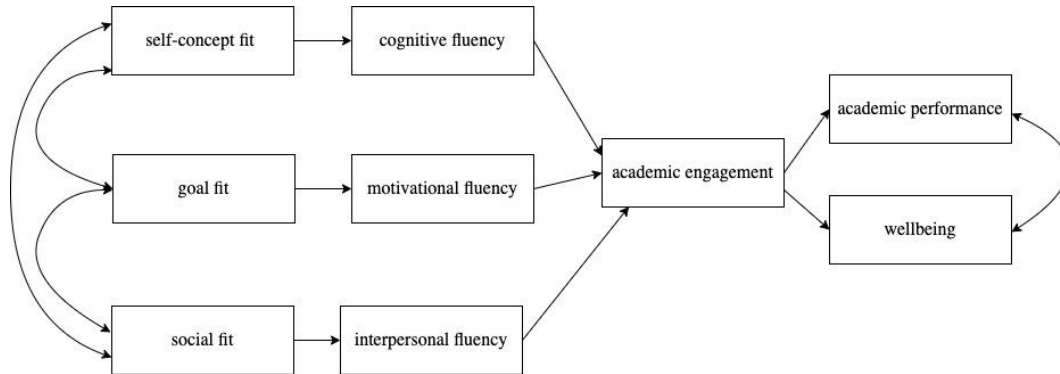 self-concept fit
cognitive fluency
academic performance
academic engagement
goal fit
motivational fluency
wellbeing
social fit
interpersonal fluency